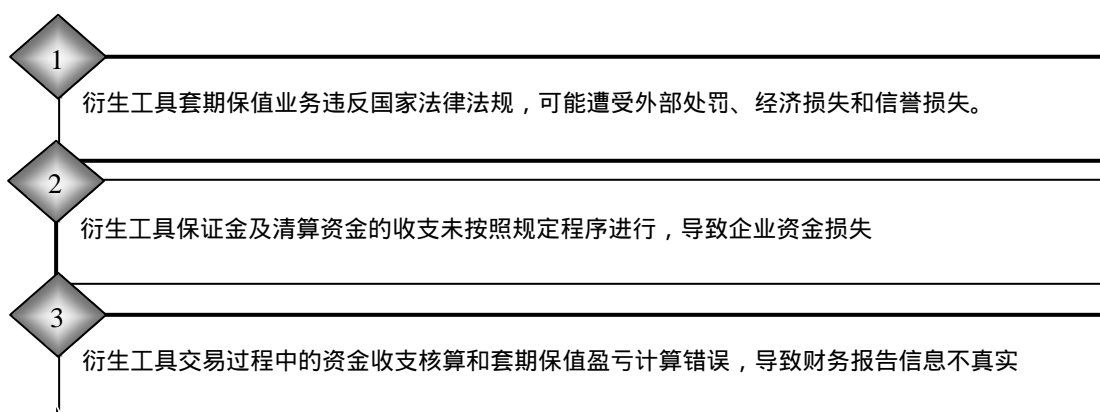 1
衍生工具套期保值业务违反国家法律法规，可能遭受外部处罚、经济损失和信誉损失。
2
衍生工具保证金及清算资金的收支未按照规定程序进行，导致企业资金损失
3
衍生工具交易过程中的资金收支核算和套期保值盈亏计算错误，导致财务报告信息不真实